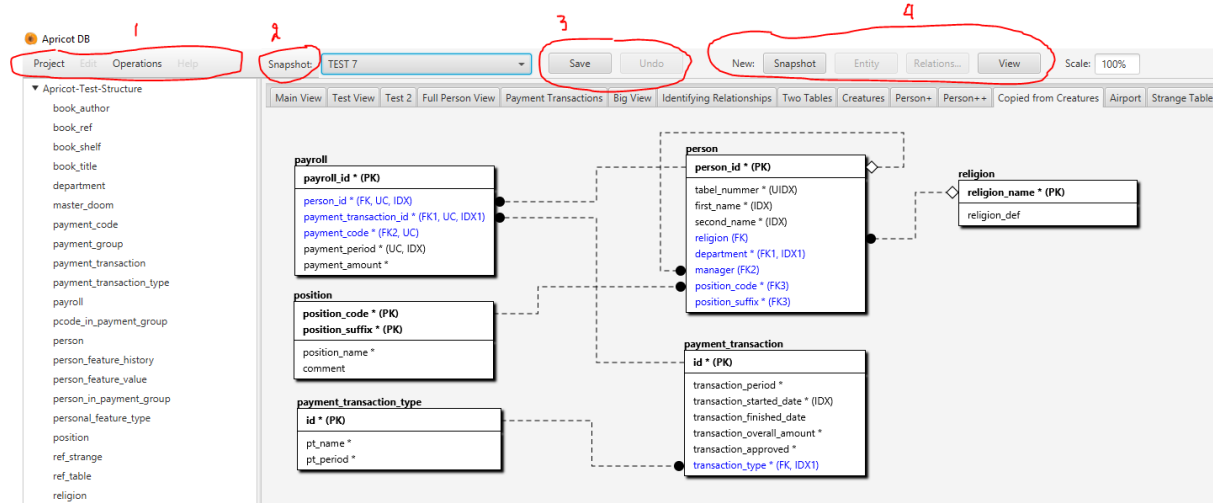 1 2 3 4
Apricot DB
Project Edit Operations Help Snapshot: TEST 7 Save Undo New: Snapshot Entity Relations... View Scale: 100%
Apricot-Test-Structure
book_author
book_ref
book_shelf
book_title
department
master_doom
payment_code
payment_group
payment_transaction
payment_transaction_type
payroll
pcode_in_payment_group
person
person_feature_history
person_feature_value
person_in_payment_group
personal_feature_type
position
ref_strange
ref_table
religion
Main View Test View Test 2 Full Person View Payment Transactions Big View Identifying Relationships Two Tables Creatures Person+ Person++ Copied from Creatures Airport Strange Table
payroll
payroll_id * (PK)
person_id * (FK, UC, IDX)
payment_transaction_id * (FK1, UC, IDX1)
payment_code * (FK2, UC)
payment_period * (UC, IDX)
payment_amount *
position
position_code * (PK)
position_suffix * (PK)
position_name *
comment
payment_transaction_type
id * (PK)
pt_name *
pt_period *
person
person_id * (PK)
tabel_nummer * (UIDX)
first_name * (IDX)
second_name * (IDX)
religion (FK)
department * (FK1, IDX1)
manager (FK2)
position_code * (FK3)
position_suffix * (FK3)
payment_transaction
id * (PK)
transaction_period *
transaction_started_date * (IDX)
transaction_finished_date
transaction_overall_amount *
transaction_approved *
transaction_type * (FK, IDX1)
religion
religion_name * (PK)
religion_def